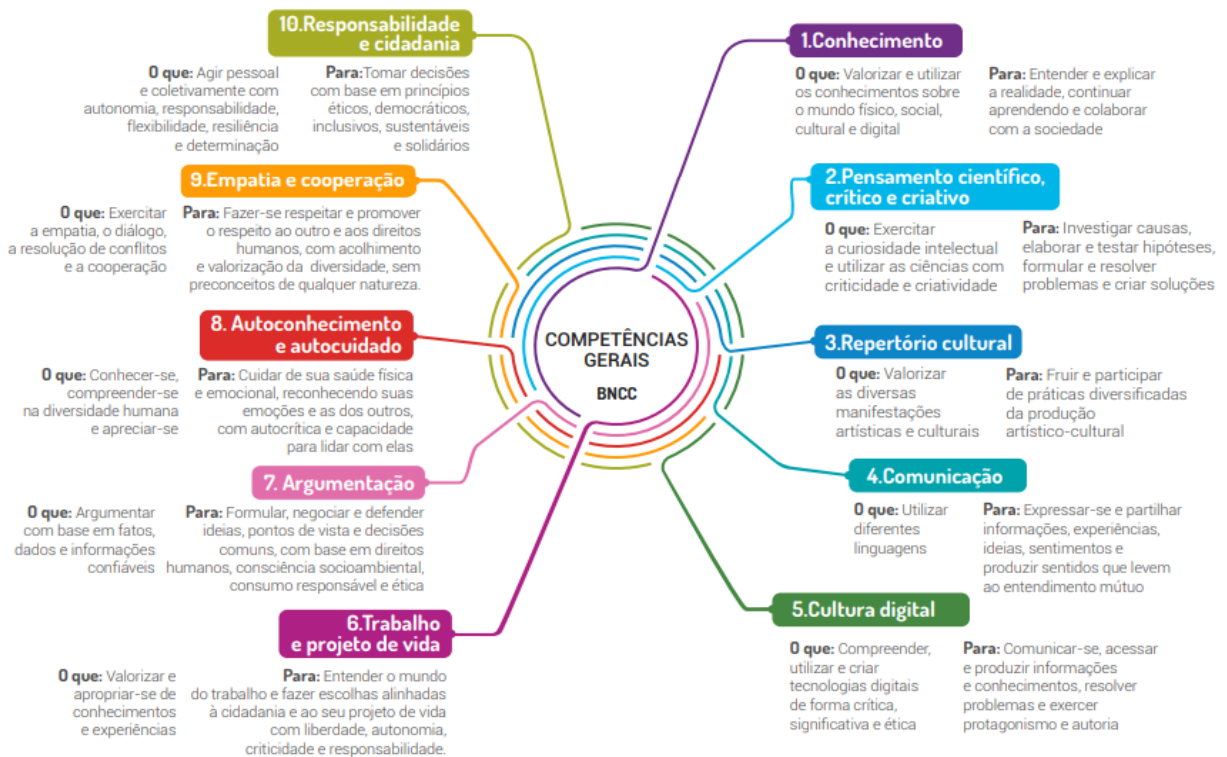 COMPETÊNCIAS
GERAIS
BNCC
1.Conhecimento
O que: Valorizar e utilizar
os conhecimentos sobre
o mundo físico, social,
cultural e digital
Para: Entender e explicar
a realidade, continuar
aprendendo e colaborar
com a sociedade
2.Pensamento científico,
crítico e criativo
O que: Exercitar
a curiosidade intelectual
e utilizar as ciências com
criticidade e criatividade
Para: Investigar causas,
elaborar e testar hipóteses,
formular e resolver
problemas e criar soluções
3.Repertório cultural
O que: Valorizar
as diversas
manifestações
artísticas e culturais
Para: Fruir e participar
de práticas diversificadas
da produção
artístico-cultural
4.Comunicação
O que: Utilizar
diferentes
linguagens
Para: Expressar-se e partilhar
informações, experiências,
ideias, sentimentos e
produzir sentidos que levem
ao entendimento mútuo
5.Cultura digital
O que: Compreender,
utilizar e criar
tecnologias digitais
de forma crítica,
significativa e ética
Para: Comunicar-se, acessar
e produzir informações
e conhecimentos, resolver
problemas e exercer
protagonismo e autoria
6.Trabalho
e projeto de vida
O que: Valorizar e
apropriar-se de
conhecimentos
e experiências
Para: Entender o mundo
do trabalho e fazer escolhas alinhadas
à cidadania e ao seu projeto de vida
com liberdade, autonomia,
criticidade e responsabilidade.
7. Argumentação
O que: Argumentar
com base em fatos,
dados e informações
confiáveis
Para: Formular, negociar e defender
ideias, pontos de vista e decisões
comuns, com base em direitos
humanos, consciência socioambiental,
consumo responsável e ética
8. Autoconhecimento
e autocuidado
O que: Conhecer-se,
compreender-se
na diversidade humana
e apreciar-se
Para: Cuidar de sua saúde física
e emocional, reconhecendo suas
emoções e as dos outros,
com autocrítica e capacidade
para lidar com elas
9.Empatia e cooperação
O que: Exercitar
a empatia, o diálogo,
a resolução de conflitos
e a cooperação
Para: Fazer-se respeitar e promover
o respeito ao outro e aos direitos
humanos, com acolhimento
e valorização da diversidade, sem
preconceitos de qualquer natureza.
10.Responsabilidade
e cidadania
O que: Agir pessoal
e coletivamente com
autonomia, responsabilidade,
flexibilidade, resiliência
e determinação
Para:Tomar decisões
com base em princípios
éticos, democráticos,
inclusivos, sustentáveis
e solidários